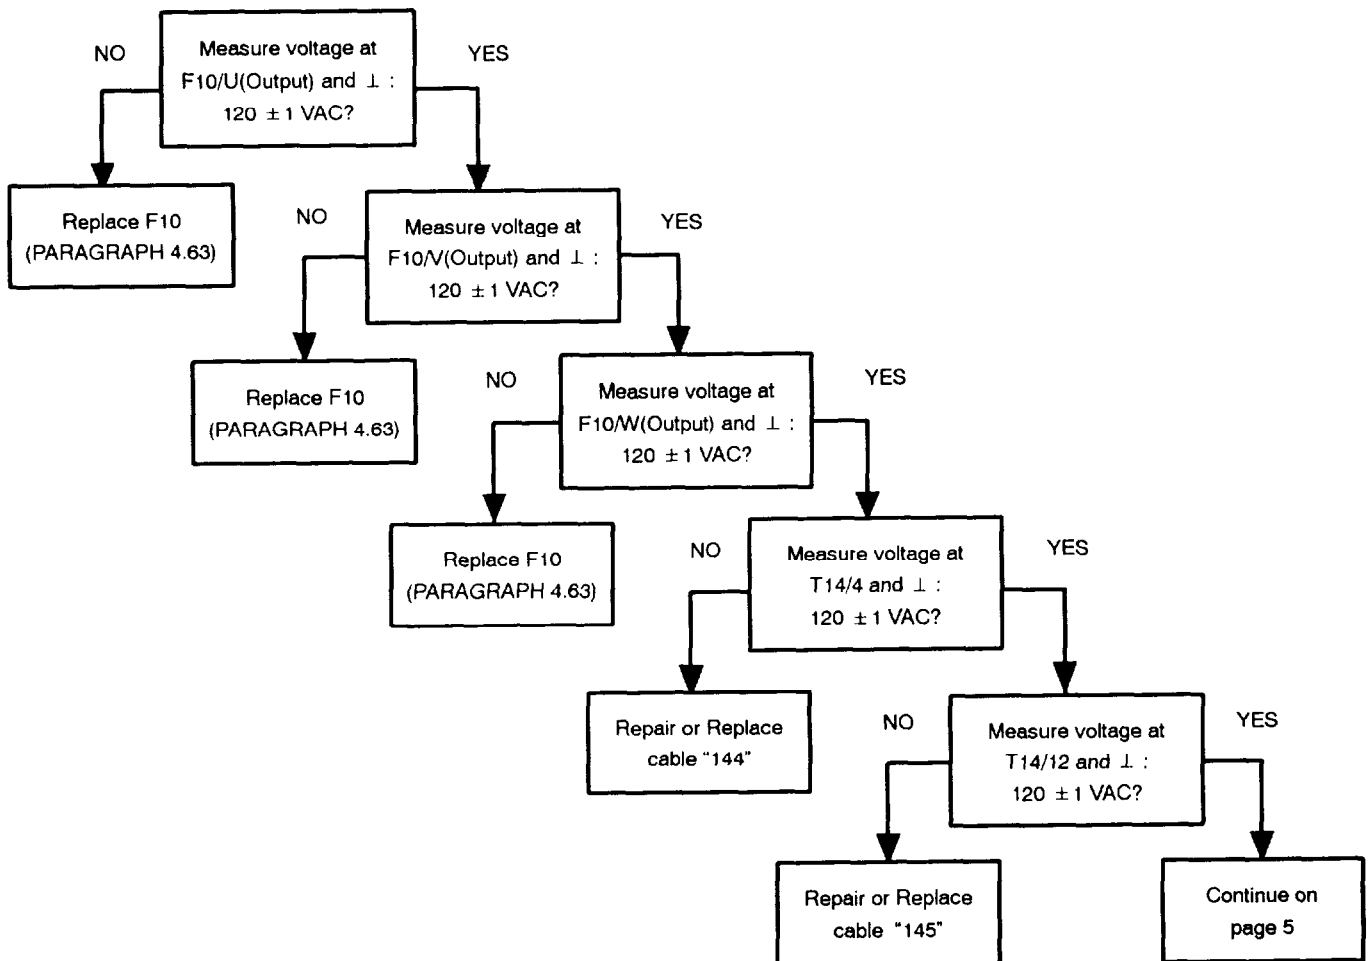 NO
Measure voltage at
F10/U(Output) and ⊥ :
120 ± 1 VAC?
YES
Replace F10
(PARAGRAPH 4.63)
NO
Measure voltage at
F10/V(Output) and ⊥ :
120 ± 1 VAC?
YES
Replace F10
(PARAGRAPH 4.63)
NO
Measure voltage at
F10/W(Output) and ⊥ :
120 ± 1 VAC?
YES
Replace F10
(PARAGRAPH 4.63)
NO
Measure voltage at
T14/4 and ⊥ :
120 ± 1 VAC?
YES
Repair or Replace
cable "144"
NO
Measure voltage at
T14/12 and ⊥ :
120 ± 1 VAC?
YES
Repair or Replace
cable "145"
Continue on
page 5